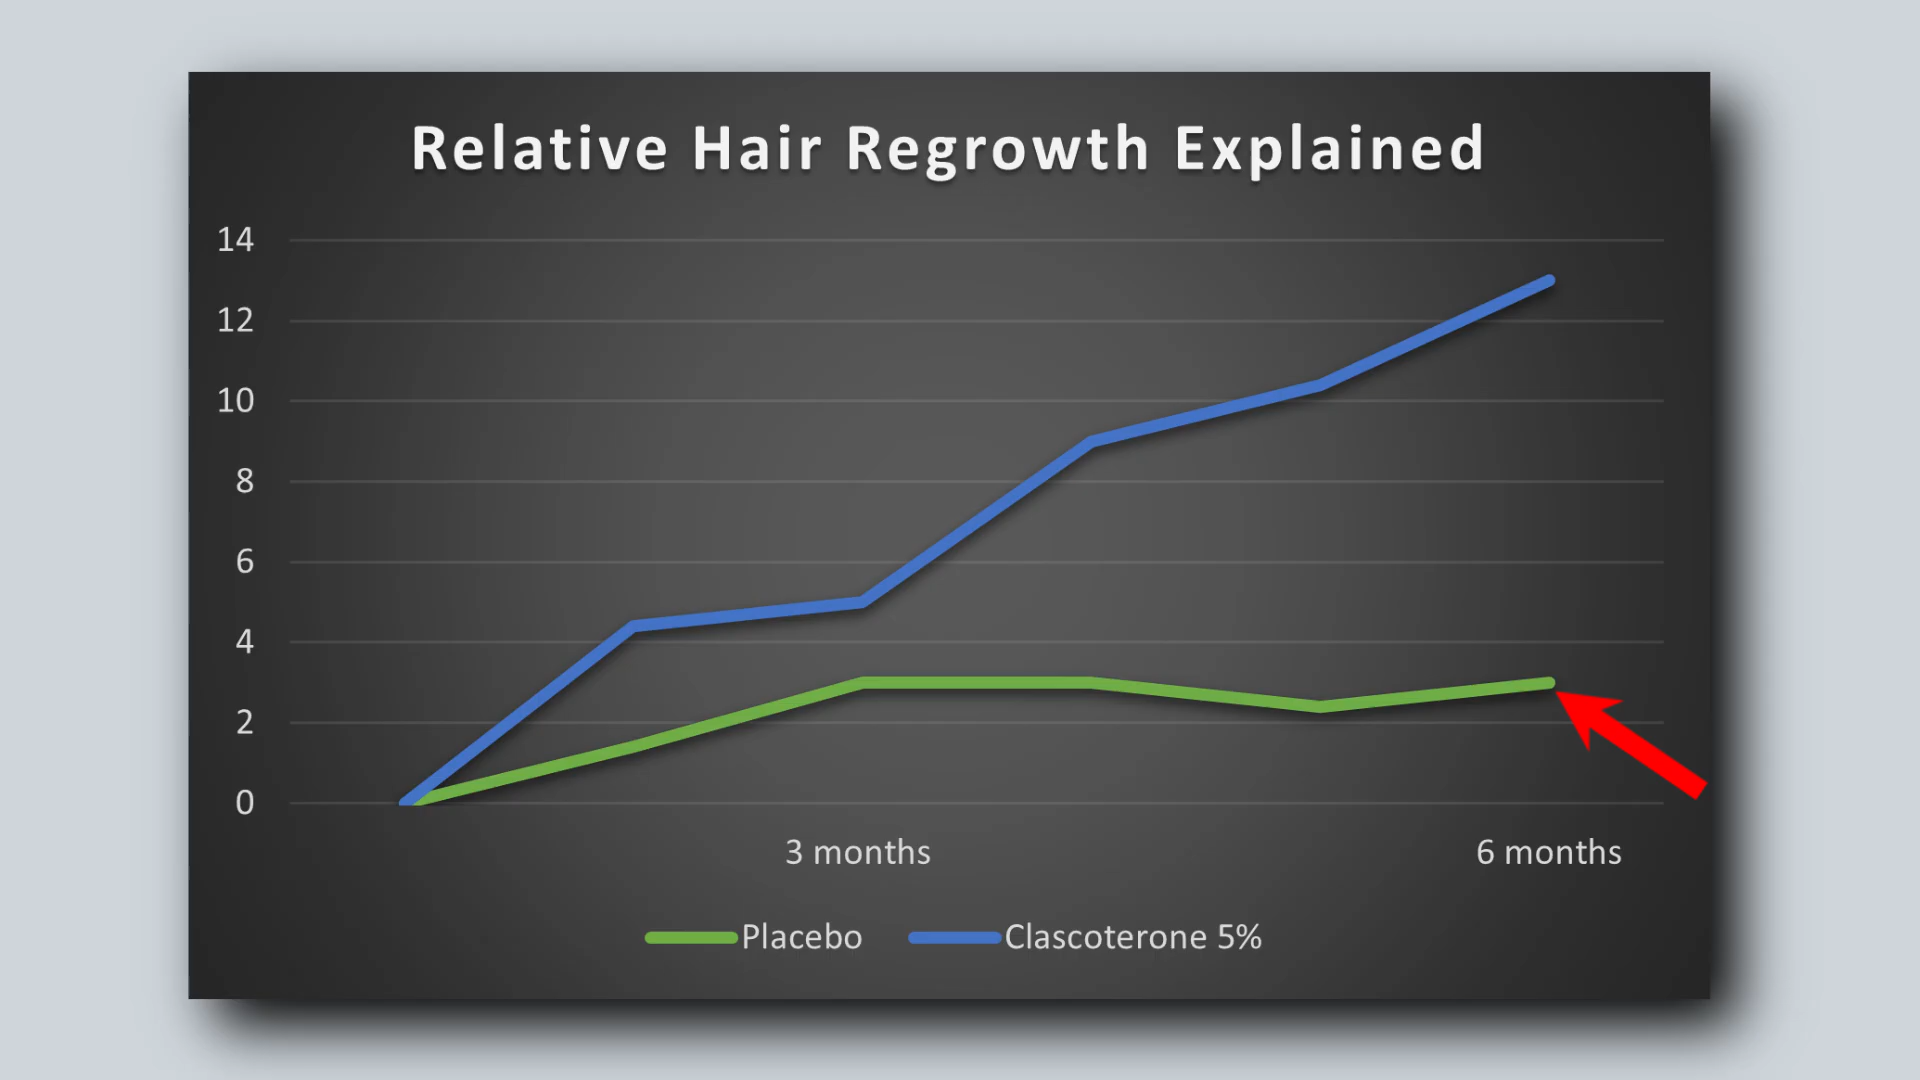 Relative Hair Regrowth Explained
14
12
10
8
6
4
2
0
3 months
6 months
Placebo
Clascoterone 5%